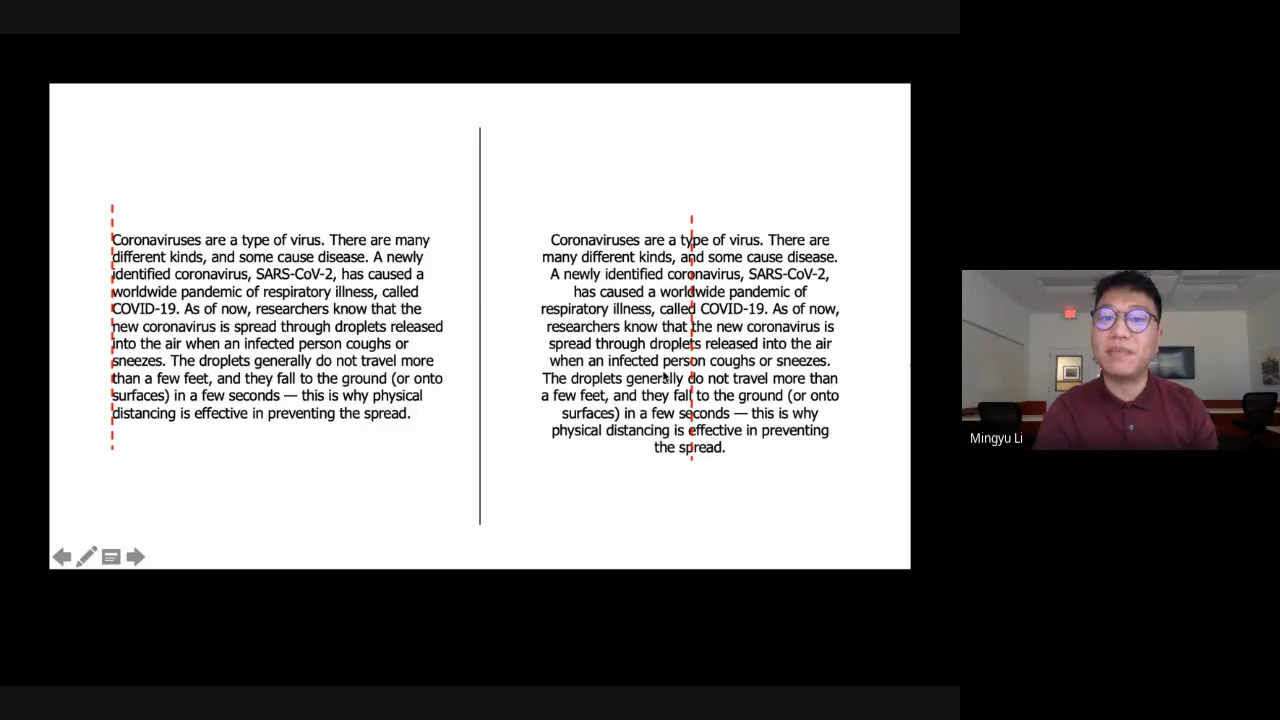 Coronaviruses are a type of virus. There are many
different kinds, and some cause disease. A newly
identified coronavirus, SARS-CoV-2, has caused a
worldwide pandemic of respiratory illness, called
COVID-19. As of now, researchers know that the
new coronavirus is spread through droplets released
into the air when an infected person coughs or
sneezes. The droplets generally do not travel more
than a few feet, and they fall to the ground (or onto
surfaces) in a few seconds — this is why physical
distancing is effective in preventing the spread.
Coronaviruses are a type of virus. There are
many different kinds, and some cause disease.
A newly identified coronavirus, SARS-CoV-2,
has caused a worldwide pandemic of
respiratory illness, called COVID-19. As of now,
researchers know that the new coronavirus is
spread through droplets released into the air
when an infected person coughs or sneezes.
The droplets generally do not travel more than
a few feet, and they fall to the ground (or onto
surfaces) in a few seconds — this is why
physical distancing is effective in preventing
the spread.
Mingyu Li